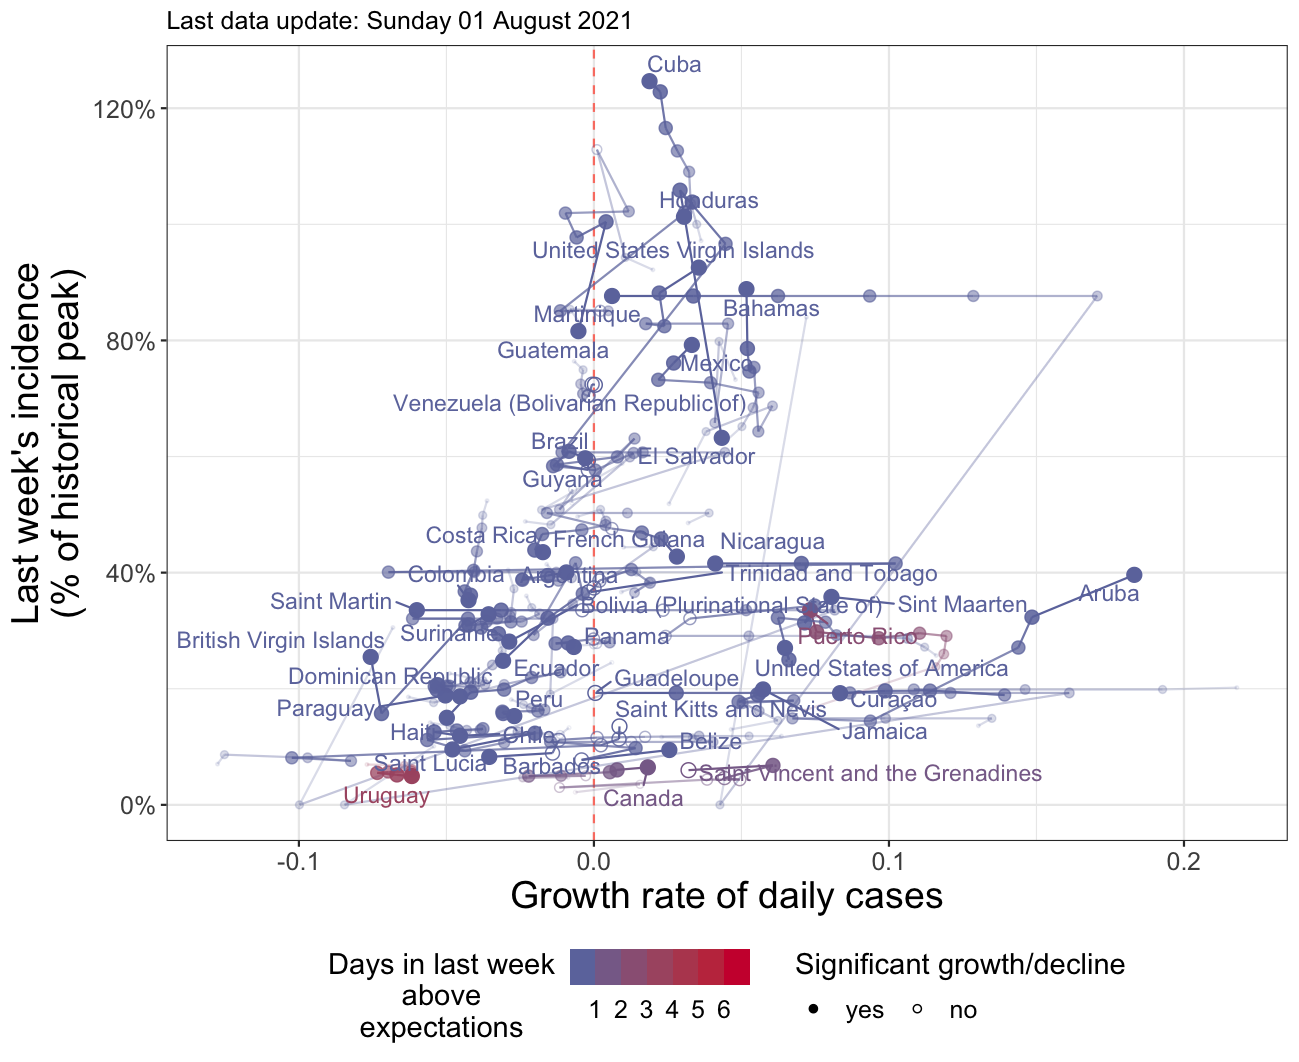 Last data update: Sunday 01 August 2021
Last week's incidence
(% of historical peak)
120%
80%
40%
0%
Cuba
Honduras
United States Virgin Islands
Bahamas
Martinique
Guatemala
Mexico
Venezuela (Bolivarian Republic of)
Brazil
El Salvador
Guyana
Costa Rica
French Guiana
Nicaragua
Colombia
Argentina
Trinidad and Tobago
Aruba
Saint Martin
Bolivia (Plurinational State of)
Sint Maarten
Suriname
Puerto Rico
British Virgin Islands
Panama
Ecuador
United States of America
Dominican Republic
Guadeloupe
Paraguay
Peru
Saint Kitts and Nevis
Curaçao
Haiti
Chile
Jamaica
Belize
Saint Lucia
Barbados
Saint Vincent and the Grenadines
Uruguay
Canada
-0.1
0.0
0.1
0.2
Growth rate of daily cases
Days in last week
above
expectations
1 2 3 4 5 6
Significant growth/decline
yes
no